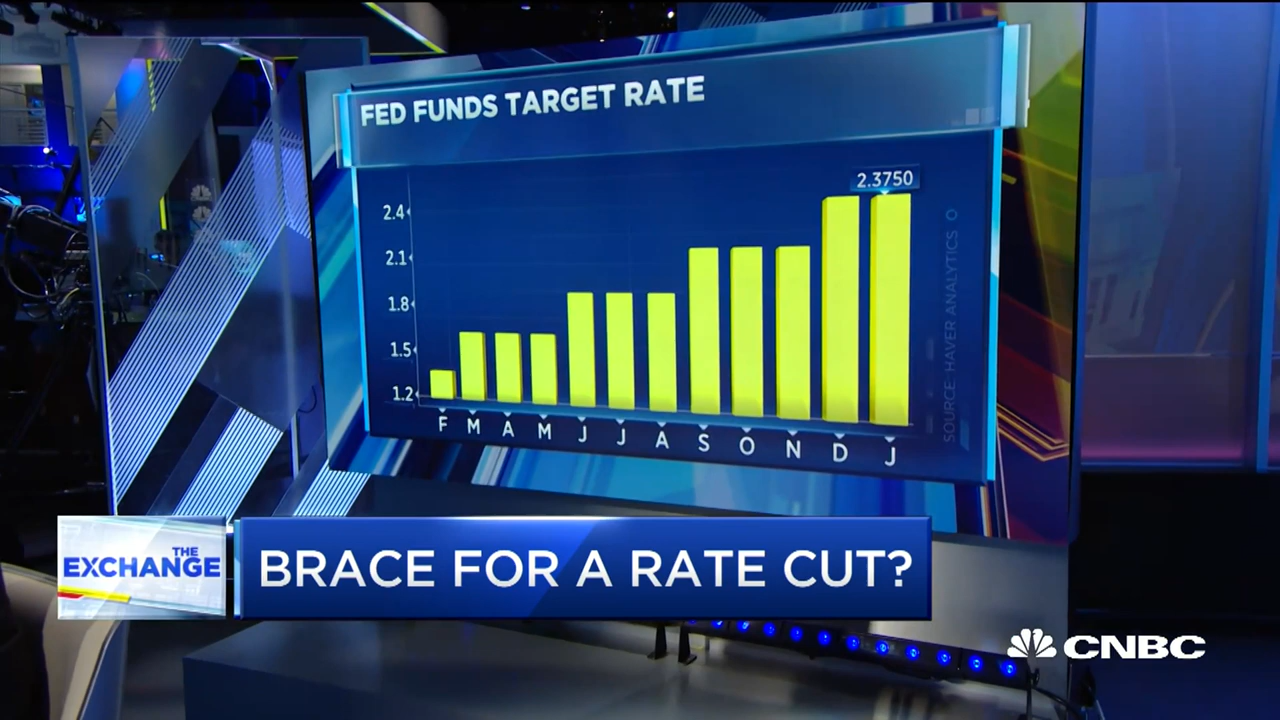 FED FUNDS TARGET RATE
2.3750
2.4
2.1
1.8
1.5
1.2
F M A M J J A S O N D J
SOURCE: HAVER ANALYTICS
THE
EXCHANGE
BRACE FOR A RATE CUT?
CNBC